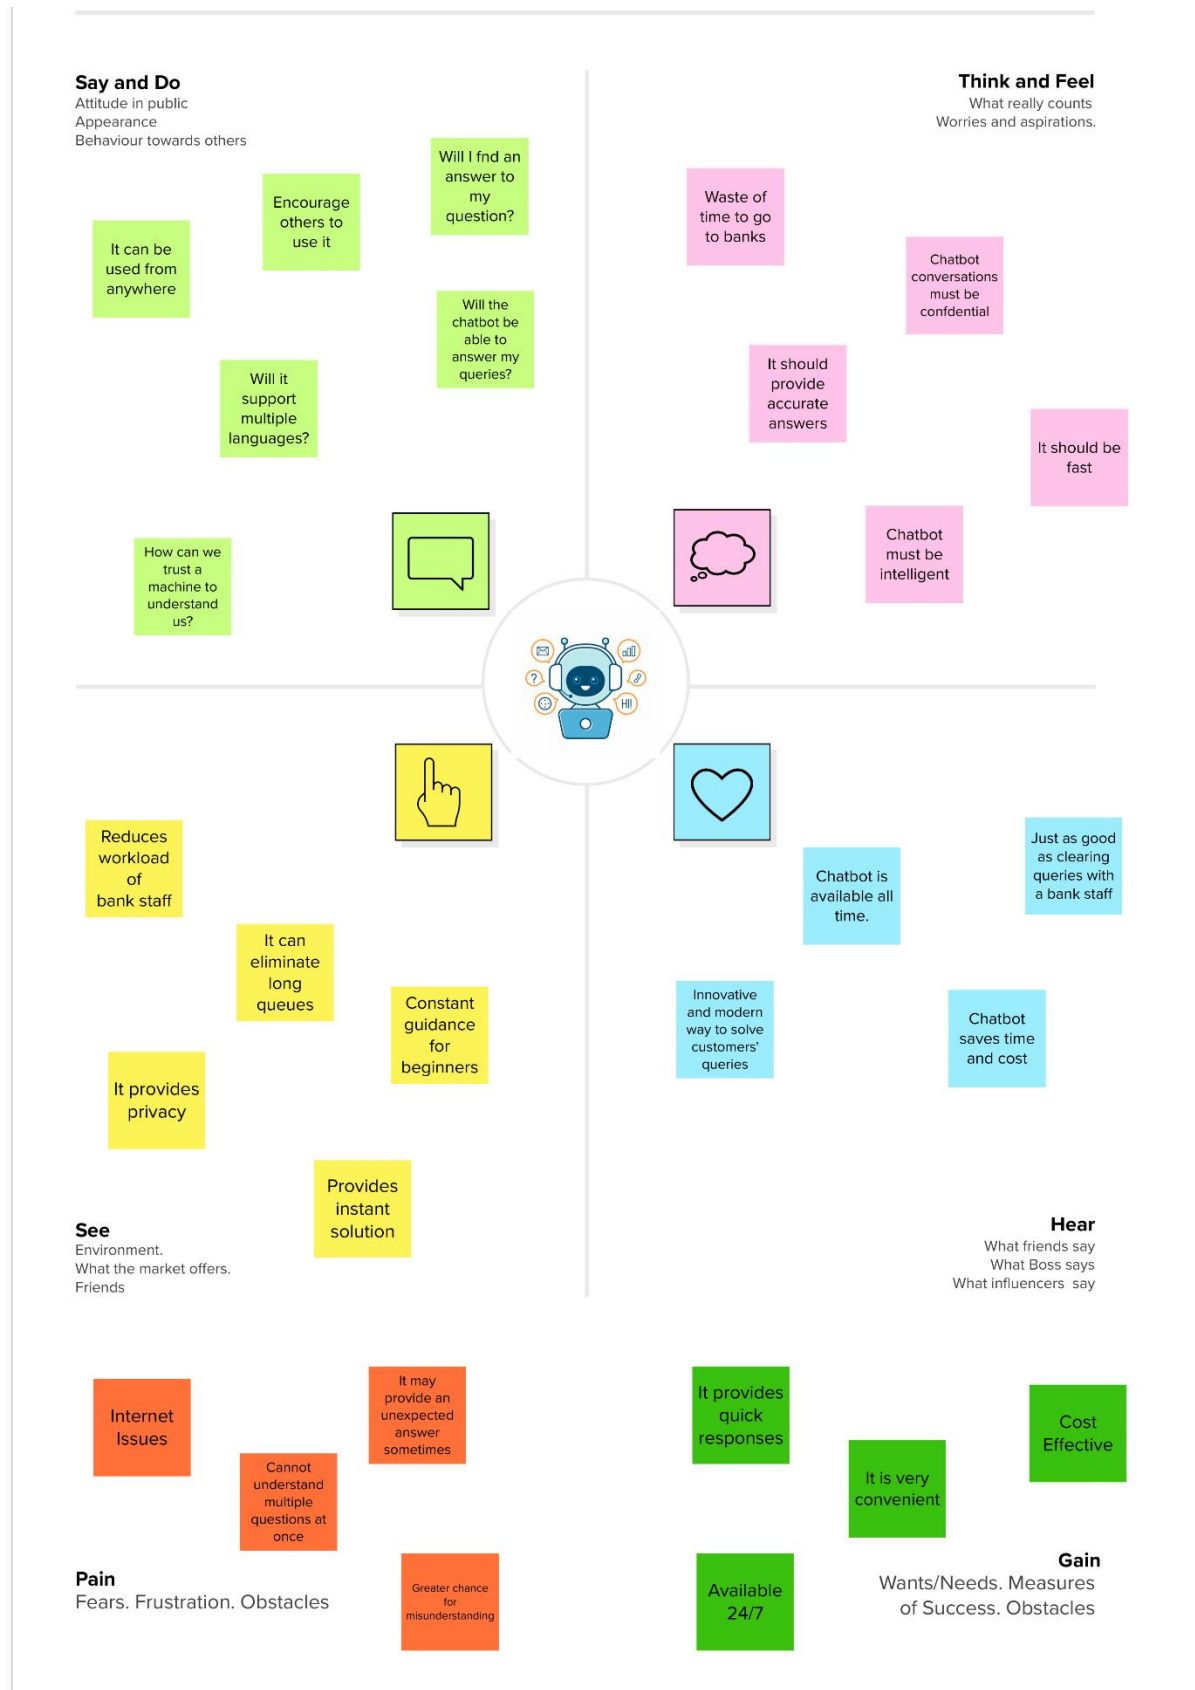 Say and Do
Attitude in public
Appearance
Behaviour towards others
Will I fnd an
answer to
my
question?
Encourage
others to
use it
It can be
used from
anywhere
Will the
chatbot be
able to
answer my
queries?
Will it
support
multiple
languages?
How can we
trust a
machine to
understand
us?
Think and Feel
What really counts
Worries and aspirations.
Waste of
time to go
to banks
Chatbot
conversations
must be
confdential
It should
provide
accurate
answers
It should be
fast
Chatbot
must be
intelligent
?
HI!
Reduces
workload
of
bank staff
It can
eliminate
long
queues
Constant
guidance
for
beginners
It provides
privacy
Provides
instant
solution
See
Environment.
What the market offers.
Friends
Just as good
as clearing
queries with
a bank staff
Chatbot is
available all
time.
Innovative
and modern
way to solve
customers'
queries
Chatbot
saves time
and cost
Hear
What friends say
What Boss says
What influencers say
Internet
Issues
It may
provide an
unexpected
answer
sometimes
Cannot
understand
multiple
questions at
once
Greater chance
for
misunderstanding
Pain
Fears. Frustration. Obstacles
It provides
quick
responses
Cost
Effective
It is very
convenient
Available
24/7
Gain
Wants/Needs. Measures
of Success. Obstacles